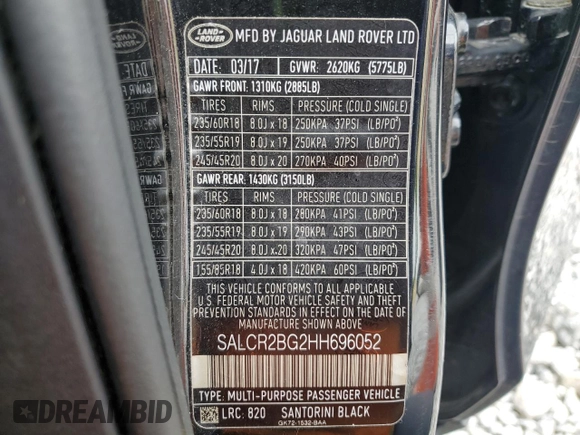 LAND ROVER MFD BY JAGUAR LAND ROVER LTD
DATE: 03/17 GVWR: 2620KG (5775LB)
GAWR FRONT: 1310KG (2885LB)
TIRES RIMS PRESSURE (COLD SINGLE)
235/60R18 8.0J x 18 250KPA 37PSI (LB/PO²)
235/55R19 8.0J x 19 250KPA 37PSI (LB/PO²)
245/45R20 8.0J x 20 270KPA 40PSI (LB/PO²)
GAWR REAR: 1430KG (3150LB)
TIRES RIMS PRESSURE (COLD SINGLE)
235/60R18 8.0J x 18 280KPA 41PSI (LB/PO²)
235/55R19 8.0J x 19 290KPA 43PSI (LB/PO²)
245/45R20 8.0J x 20 320KPA 47PSI (LB/PO²)
155/85R18 4.0J x 18 420KPA 60PSI (LB/PO²)
THIS VEHICLE CONFORMS TO ALL APPLICABLE
U.S. FEDERAL MOTOR VEHICLE SAFETY AND THEFT
PREVENTION STANDARDS IN EFFECT ON THE DATE OF
MANUFACTURE SHOWN ABOVE.
SALCR2BG2HH696052
TYPE: MULTI-PURPOSE PASSENGER VEHICLE
LRC: 820 SANTORINI BLACK
GK72-1532-BAA